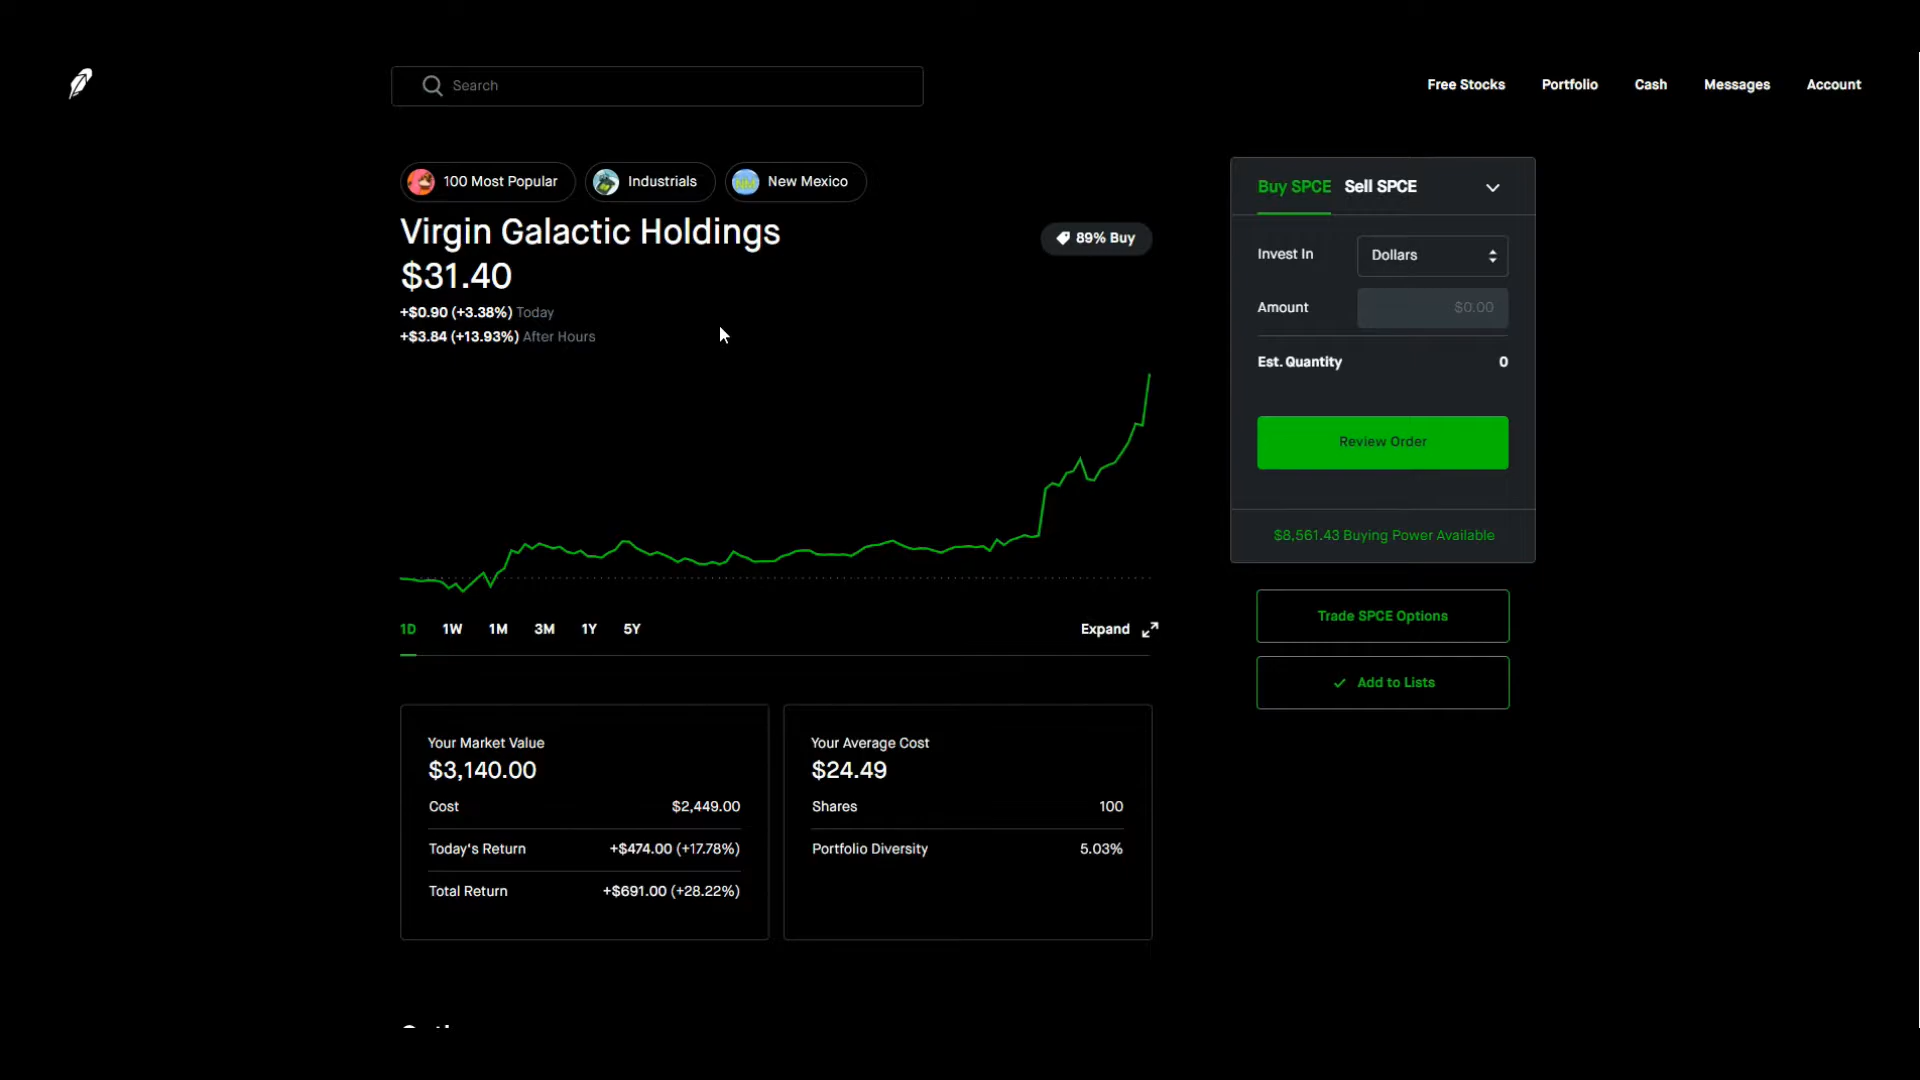 Search
Free Stocks Portfolio Cash Messages Account
100 Most Popular Industrials New Mexico
Virgin Galactic Holdings
89% Buy
$31.40
+$0.90 (+3.38%) Today
+$3.84 (+13.93%) After Hours
1D 1W 1M 3M 1Y 5Y Expand
Your Market Value
$3,140.00
Cost $2,449.00
Today's Return +$474.00 (+17.78%)
Total Return +$691.00 (+28.22%)
Your Average Cost
$24.49
Shares 100
Portfolio Diversity 5.03%
Buy SPCE Sell SPCE
Invest In Dollars
Amount $0.00
Est. Quantity 0
Review Order
$8,561.43 Buying Power Available
Trade SPCE Options
Add to Lists